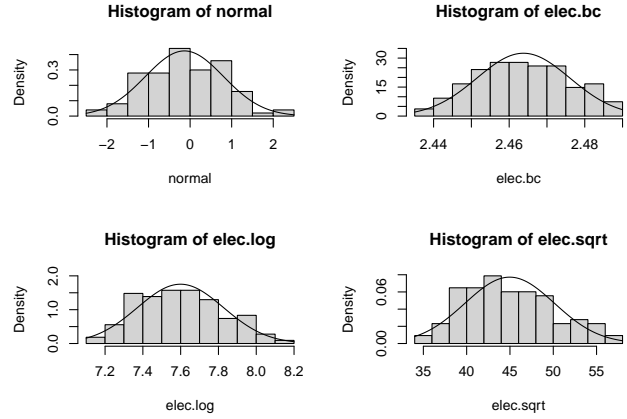 Histogram of normal
Density
0.0 0.3
−2 −1 0 1 2
normal
Histogram of elec.bc
Density
0 10 30
2.44 2.46 2.48
elec.bc
Histogram of elec.log
Density
0.0 1.0 2.0
7.2 7.4 7.6 7.8 8.0 8.2
elec.log
Histogram of elec.sqrt
Density
0.00 0.06
35 40 45 50 55
elec.sqrt